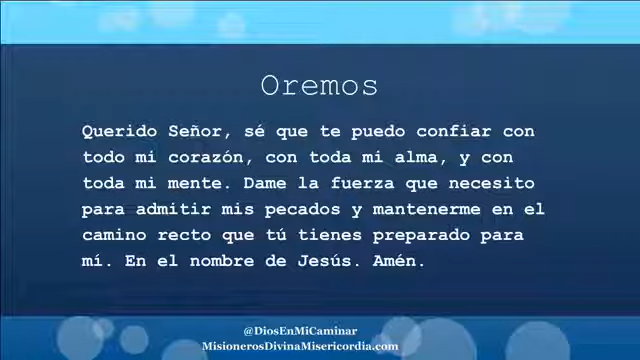 Oremos
Querido Señor, sé que te puedo confiar con
todo mi corazón, con toda mi alma, y con
toda mi mente. Dame la fuerza que necesito
para admitir mis pecados y mantenerme en el
camino recto que tú tienes preparado para
mí. En el nombre de Jesús. Amén.
@DiosEnMiCaminar
MisionerosDivinaMisericordia.com